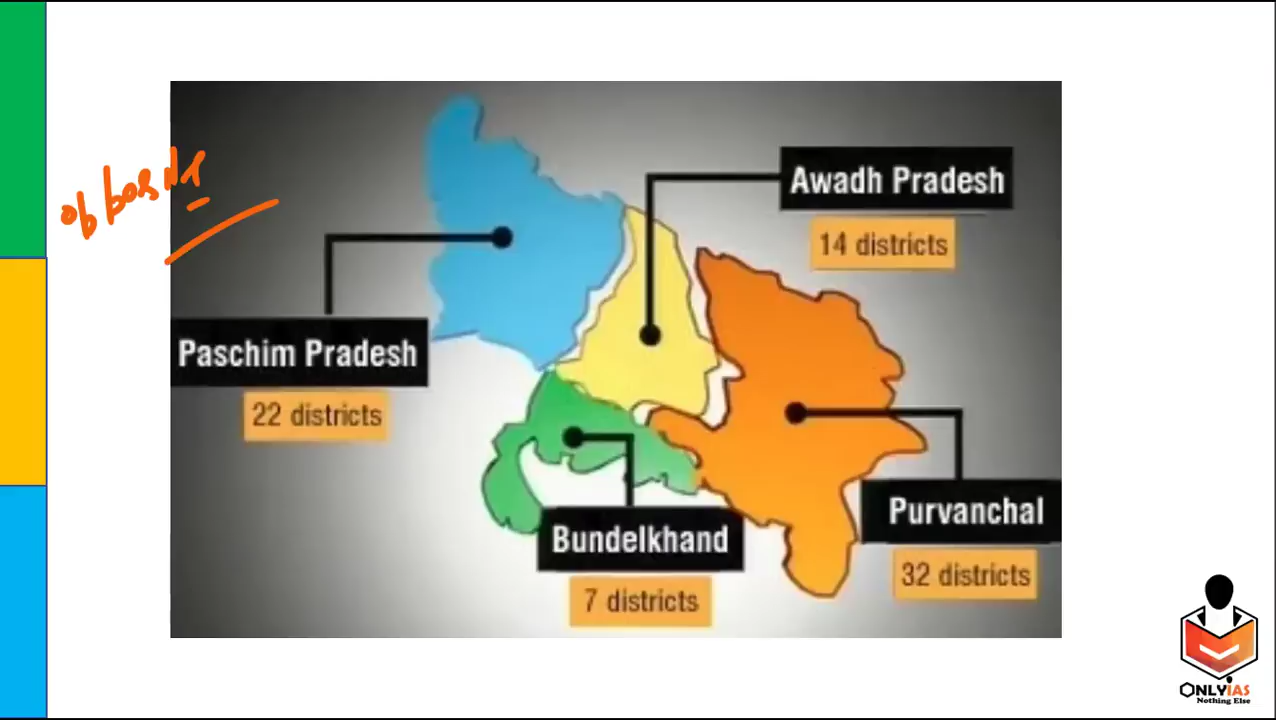 Awadh Pradesh
14 districts
Paschim Pradesh
22 districts
Purvanchal
32 districts
Bundelkhand
7 districts
ONLYIAS
Nothing Else